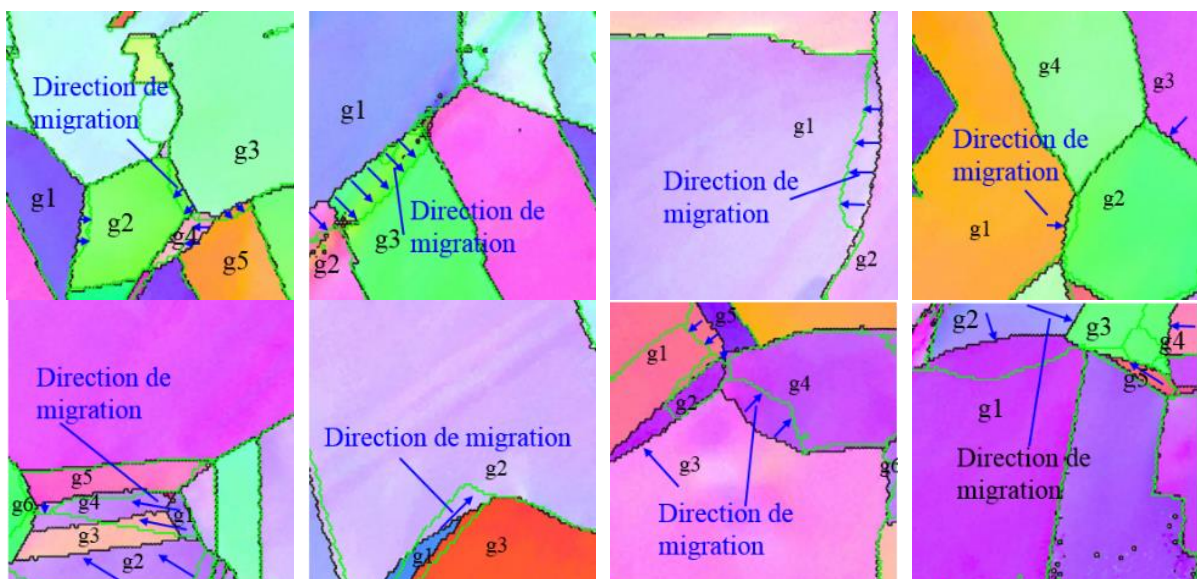 Direction de
migration
g3
g1
g2
g4
g5
g1
Direction de
migration
g3
g2
g1
Direction de
migration
g2
g4
g3
Direction de
migration
g2
g1
Direction de
migration
g5
g6
g4
g1
g3
g2
Direction de migration
g2
g1
g3
g5
g1
g4
g2
g3
g6
Direction de
migration
g2
g3
g4
g5
g1
Direction de
migration